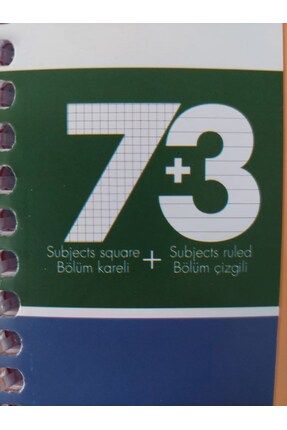 7+3
Subjects square + Subjects ruled
Bölüm kareli Bölüm çizgili